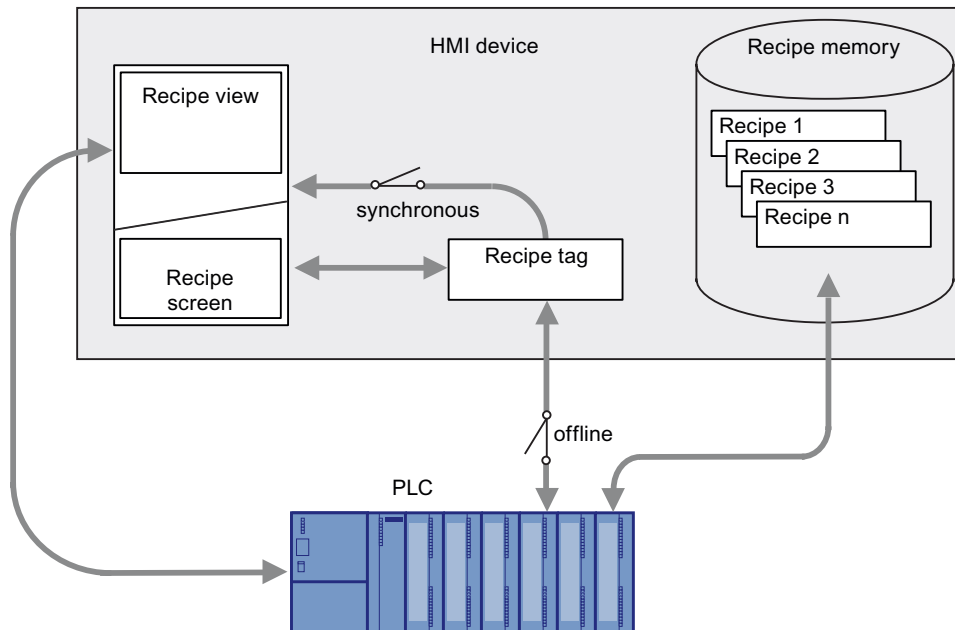 HMI device
Recipe memory
Recipe view
Recipe 1
Recipe 2
Recipe 3
Recipe n
synchronous
Recipe tag
Recipe
screen
offline
PLC